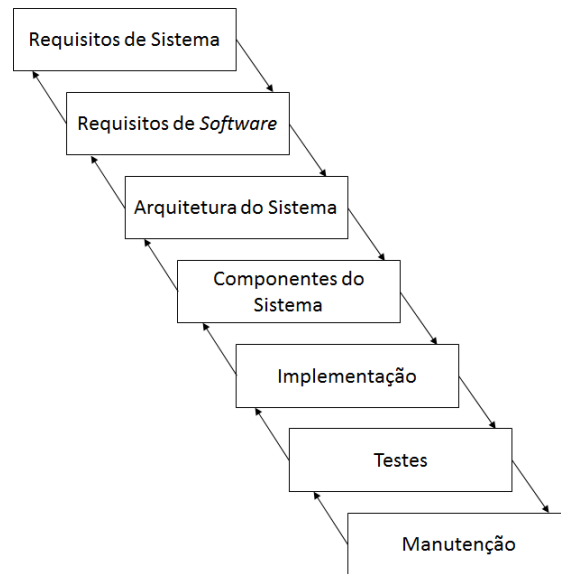 Requisitos de Sistema
Requisitos de Software
Arquitetura do Sistema
Componentes do
Sistema
Implementação
Testes
Manutenção